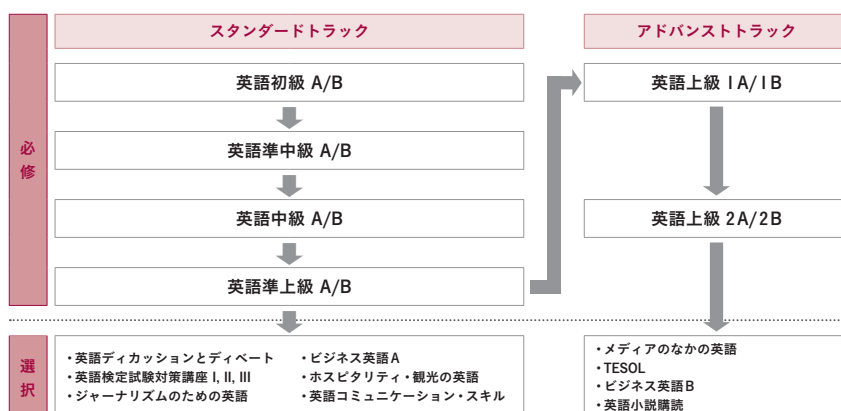 スタンダードトラック
アドバンストトラック
必修
英語初級 A/B
英語準中級 A/B
英語中級 A/B
英語準上級 A/B
英語上級 1A/1B
英語上級 2A/2B
選択
・英語ディカッションとディベート
・英語検定試験対策講座 I, II, III
・ジャーナリズムのための英語
・ビジネス英語A
・ホスピタリティ・観光の英語
・英語コミュニケーション・スキル
・メディアのなかの英語
・TESOL
・ビジネス英語B
・英語小説購読